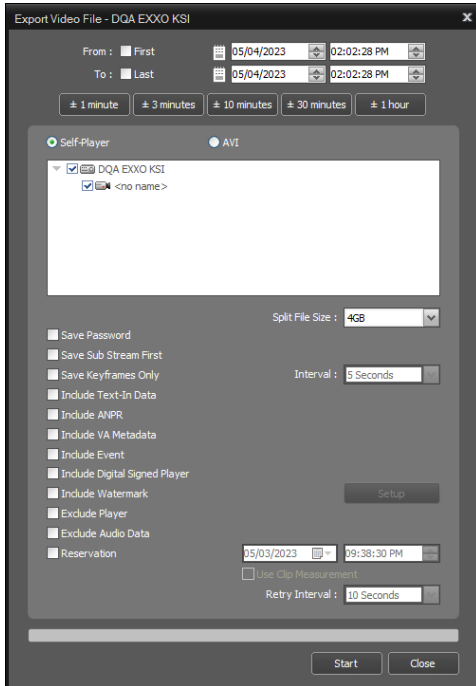 Export Video File - DQA EXXO KSI x
From : First 05/04/2023 02:02:28 PM
To : Last 05/04/2023 02:02:28 PM
± 1 minute ± 3 minutes ± 10 minutes ± 30 minutes ± 1 hour
Self-Player AVI
DQA EXXO KSI
<no name>
Split File Size : 4GB
Save Password
Save Sub Stream First
Save Keyframes Only Interval : 5 Seconds
Include Text-In Data
Include ANPR
Include VA Metadata
Include Event
Include Digital Signed Player
Include Watermark Setup
Exclude Player
Exclude Audio Data
Reservation 05/03/2023 09:38:30 PM
Use Clip Measurement
Retry Interval : 10 Seconds
Start Close